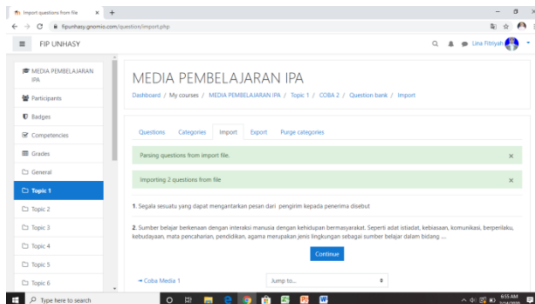 Import questions from file
fipunhasy.gnomio.com/question/import.php
FIP UNHASY
Lina Fitriyah
MEDIA PEMBELAJARAN IPA
Participants
Badges
Competencies
Grades
General
Topic 1
Topic 2
Topic 3
Topic 4
Topic 5
Topic 6
MEDIA PEMBELAJARAN IPA
Dashboard / My courses / MEDIA PEMBELAJARAN IPA / Topic 1 / COBA 2 / Question bank / Import
Questions Categories Import Export Purge categories
Parsing questions from import file.
Importing 2 questions from file
1. Segala sesuatu yang dapat mengantarkan pesan dari pengirim kepada penerima disebut
2. Sumber belajar berkenaan dengan interaksi manusia dengan kehidupan bermasyarakat. Seperti adat istiadat, kebiasaan, komunikasi, berperilaku,
kebudayaan, mata pencaharian, pendidikan, agama merupakan jenis lingkungan sebagai sumber belajar dalam bidang ....
Continue
Coba Media 1
Jump to...
Type here to search
6:55 AM